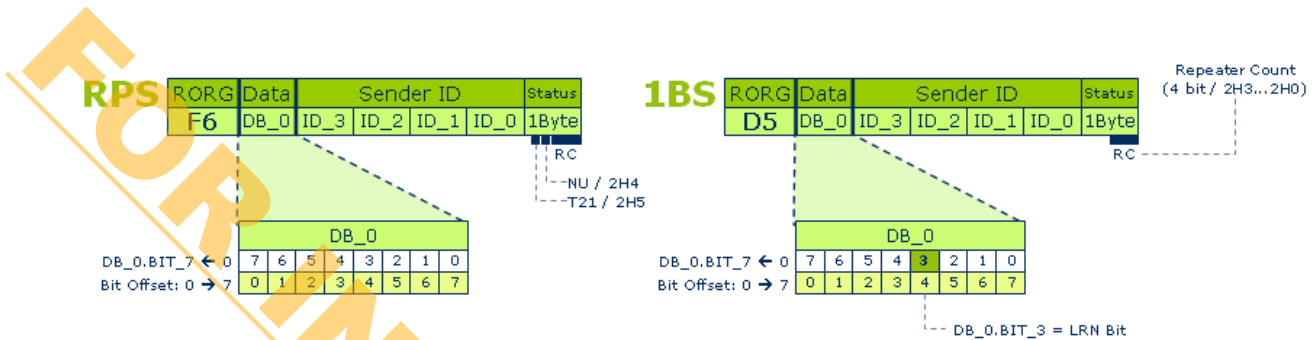 RPS
RORG Data Sender ID Status
F6 DB_0 ID_3 ID_2 ID_1 ID_0 1Byte
RC
NU / 2H4
T21 / 2H5
DB_0
DB_0.BIT_7 ← 0 7 6 5 4 3 2 1 0
Bit Offset: 0 → 7 0 1 2 3 4 5 6 7
1BS
RORG Data Sender ID Status
D5 DB_0 ID_3 ID_2 ID_1 ID_0 1Byte
RC
Repeater Count
(4 bit / 2H3...2H0)
DB_0
DB_0.BIT_7 ← 0 7 6 5 4 3 2 1 0
Bit Offset: 0 → 7 0 1 2 3 4 5 6 7
DB_0.BIT_3 = LRN Bit
FOR IN